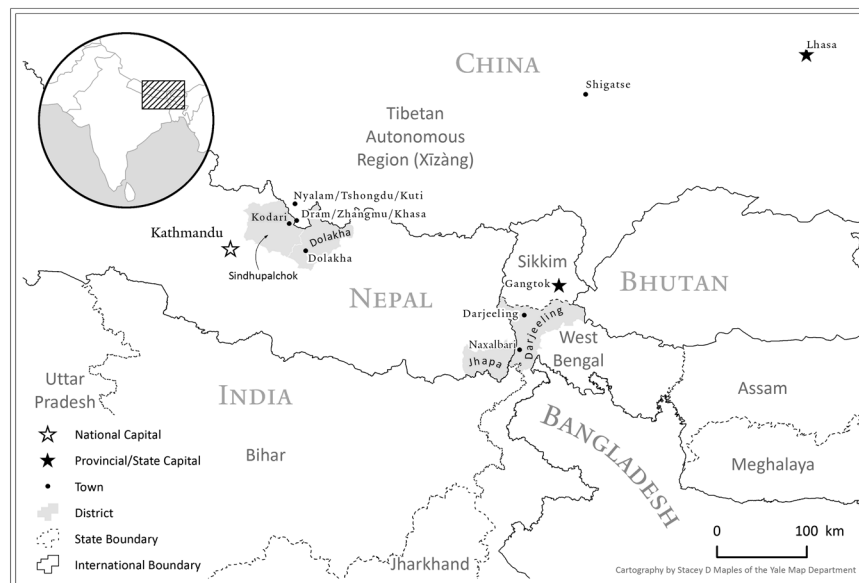 Lhasa
CHINA
Shigatse
Tibetan
Autonomous
Region (Xīzàng)
Nyalam/Tshongdu/Kuti
Kodari
Dram/Zhangmu/Khasa
Kathmandu
Dolakha
Dolakha
Sindhupalchok
Sikkim
Gangtok
BHUTAN
NEPAL
Darjeeling
Darjeeling
Naxalbari
West
Bengal
Jhapa
Uttar
Pradesh
INDIA
Assam
BANGLADESH
Bihar
Meghalaya
Jharkhand
National Capital
Provincial/State Capital
Town
District
State Boundary
International Boundary
0 100 km
Cartography by Stacey D Maples of the Yale Map Department